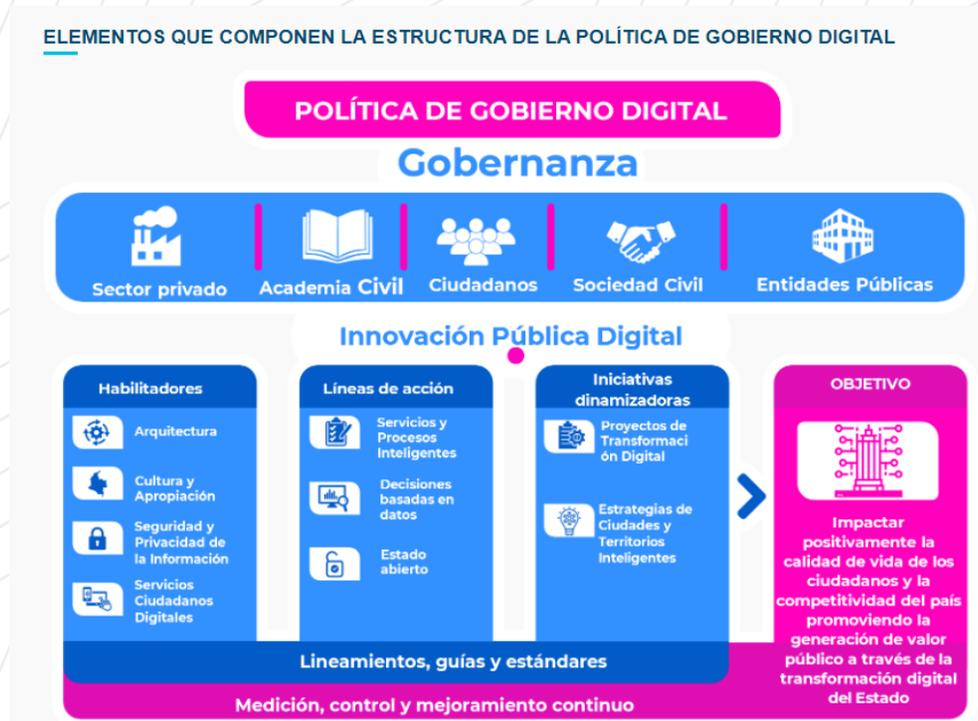 ELEMENTOS QUE COMPONEN LA ESTRUCTURA DE LA POLÍTICA DE GOBIERNO DIGITAL
POLÍTICA DE GOBIERNO DIGITAL
Gobernanza
Sector privado
Academia Civil
Ciudadanos
Sociedad Civil
Entidades Públicas
Innovación Pública Digital
Habilitadores
Arquitectura
Cultura y
Apropiación
Seguridad y
Privacidad de
la Información
Servicios
Ciudadanos
Digitales
Líneas de acción
Servicios y
Procesos
Inteligentes
Decisiones
basadas en
datos
Estado
abierto
Iniciativas
dinamizadoras
Proyectos de
Transformaci
ón Digital
Estrategias de
Ciudades y
Territorios
Inteligentes
OBJETIVO
Impactar
positivamente la
calidad de vida de los
ciudadanos y la
competitividad del país
promoviendo la
generación de valor
público a través de la
transformación digital
del Estado
Lineamientos, guías y estándares
Medición, control y mejoramiento continuo